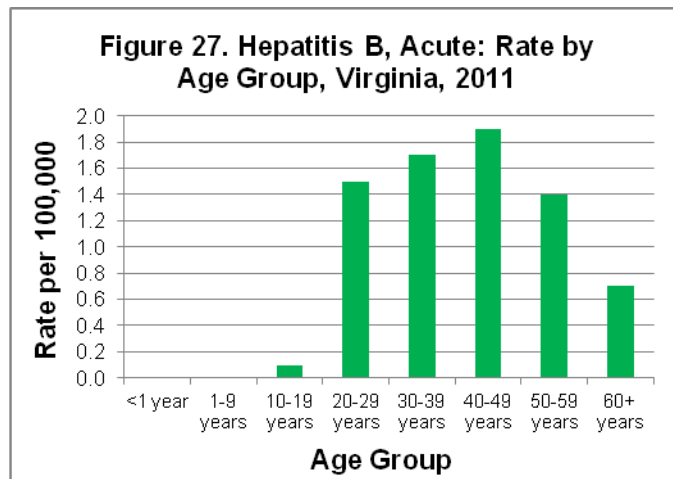 Figure 27. Hepatitis B, Acute: Rate by
Age Group, Virginia, 2011
Rate per 100,000
2.0
1.8
1.6
1.4
1.2
1.0
0.8
0.6
0.4
0.2
0.0
<1 year 1-9 10-19 20-29 30-39 40-49 50-59 60+
years years years years years years years
Age Group